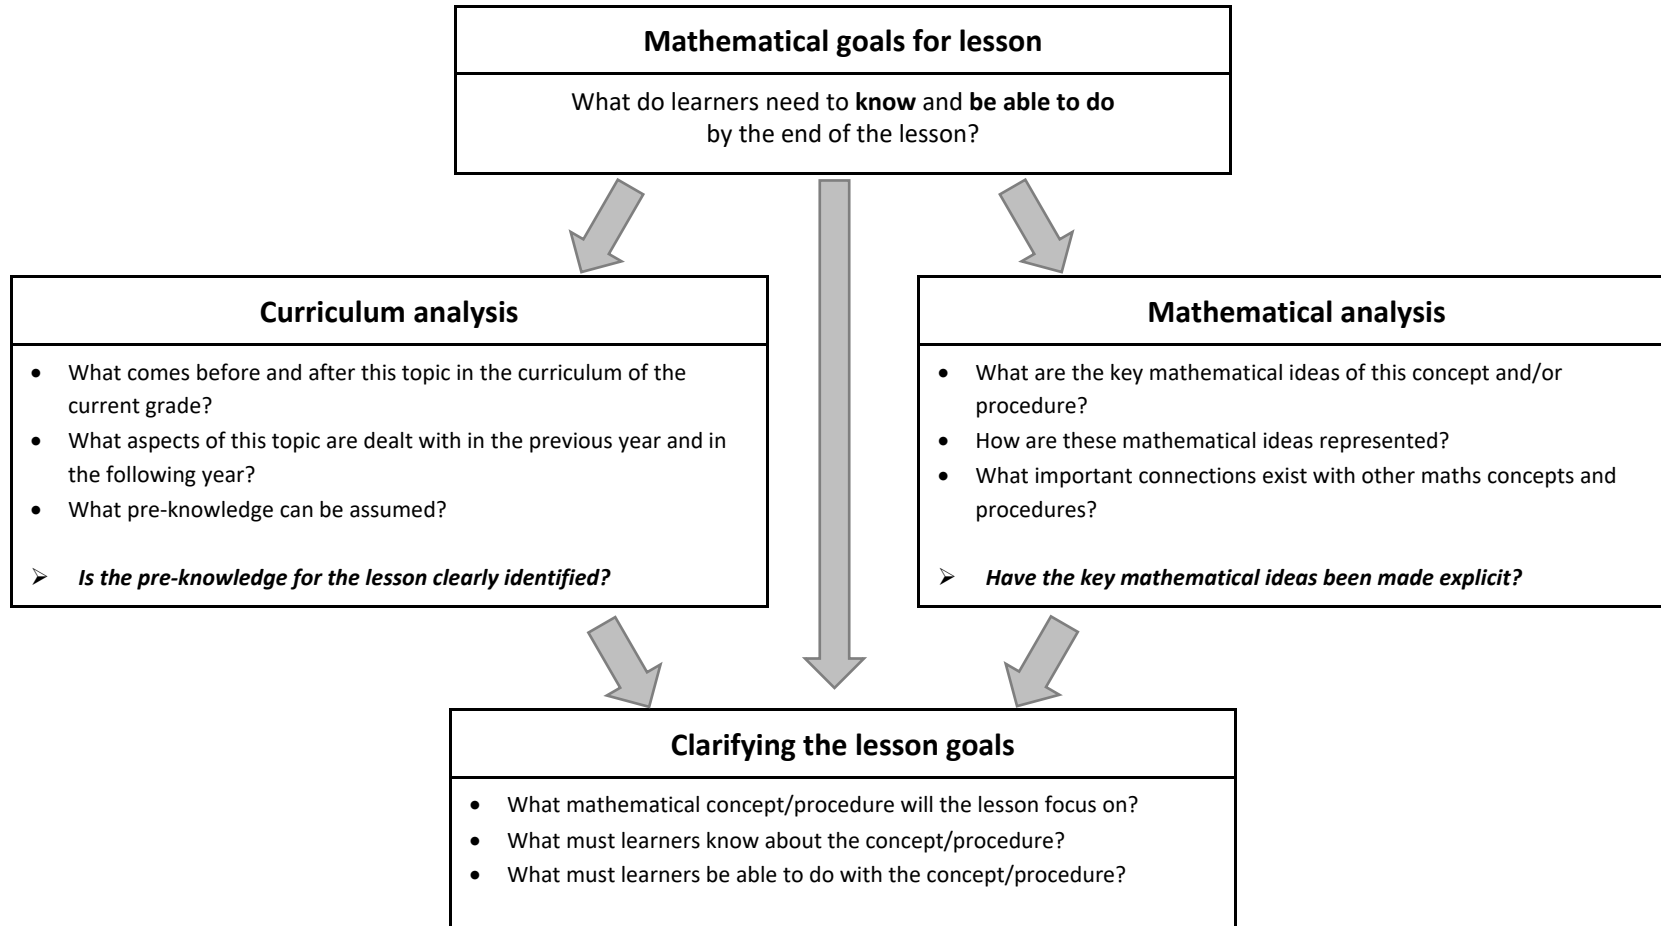 Mathematical goals for lesson
What do learners need to know and be able to do
by the end of the lesson?
Curriculum analysis
• What comes before and after this topic in the curriculum of the
current grade?
• What aspects of this topic are dealt with in the previous year and in
the following year?
• What pre-knowledge can be assumed?
➢ Is the pre-knowledge for the lesson clearly identified?
Mathematical analysis
• What are the key mathematical ideas of this concept and/or
procedure?
• How are these mathematical ideas represented?
• What important connections exist with other maths concepts and
procedures?
➢ Have the key mathematical ideas been made explicit?
Clarifying the lesson goals
• What mathematical concept/procedure will the lesson focus on?
• What must learners know about the concept/procedure?
• What must learners be able to do with the concept/procedure?